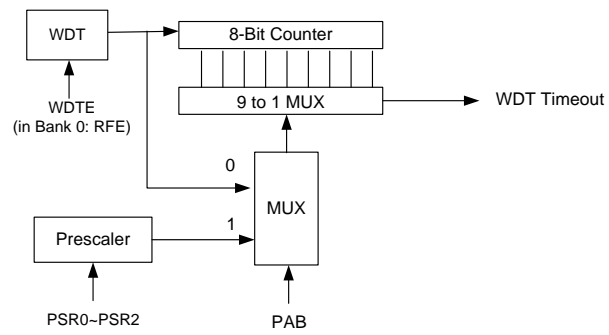 WDT
8-Bit Counter
WDTE
(in Bank 0: RFE)
9 to 1 MUX
WDT Timeout
0
MUX
1
Prescaler
PSR0~PSR2
PAB